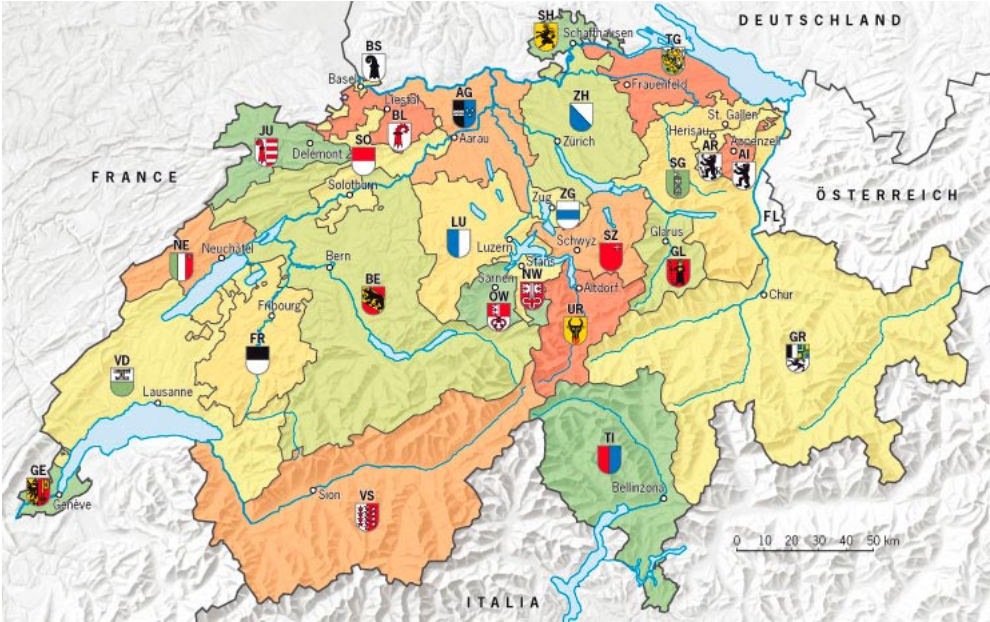 DEUTSCHLAND
SH
Schaffhausen
BS
TG
Basel
Frauenfeld
AG
ZH
Liestal
BL
St. Gallen
JU
SO
Aarau
Zürich
Herisau
AR
Appenzell
AI
Delémont
SG
FRANCE
Solothurn
ZG
Zug
ÖSTERREICH
LU
FL
NE
Neuchâtel
Luzern
Schwyz
SZ
Glarus
GL
Bern
BE
Stans
NW
Sarnen
OW
Altdorf
Chur
Fribourg
UR
FR
GR
VD
Lausanne
TI
GE
Genève
Sion
VS
Bellinzona
0 10 20 30 40 50 km
ITALIA